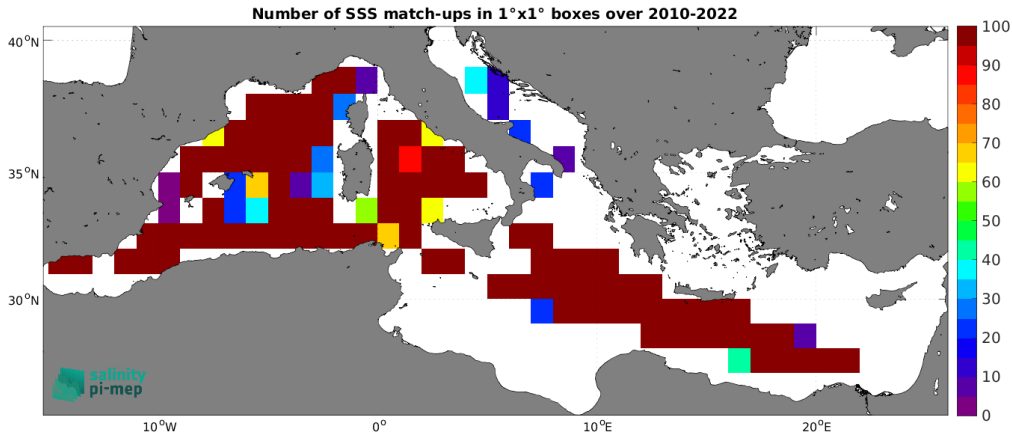 Number of SSS match-ups in 1°x1° boxes over 2010-2022
40°N
35°N
30°N
10°W
0°
10°E
20°E
100
90
80
70
60
50
40
30
20
10
0
salinity
pi-mep